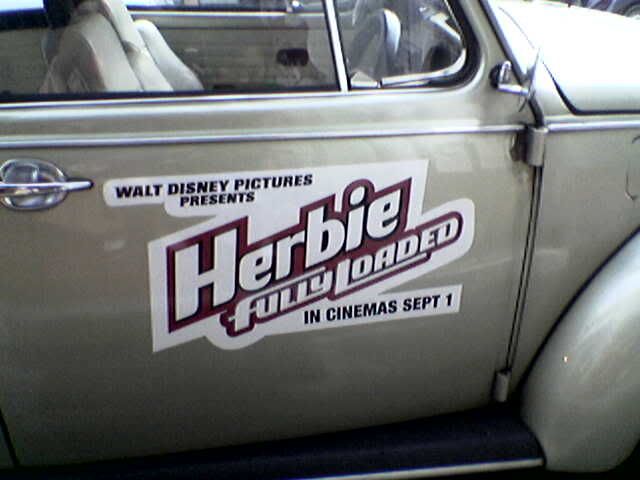 WALT DISNEY PICTURES
PRESENTS
Herbie
FULLY LOADED
IN CINEMAS SEPT 1